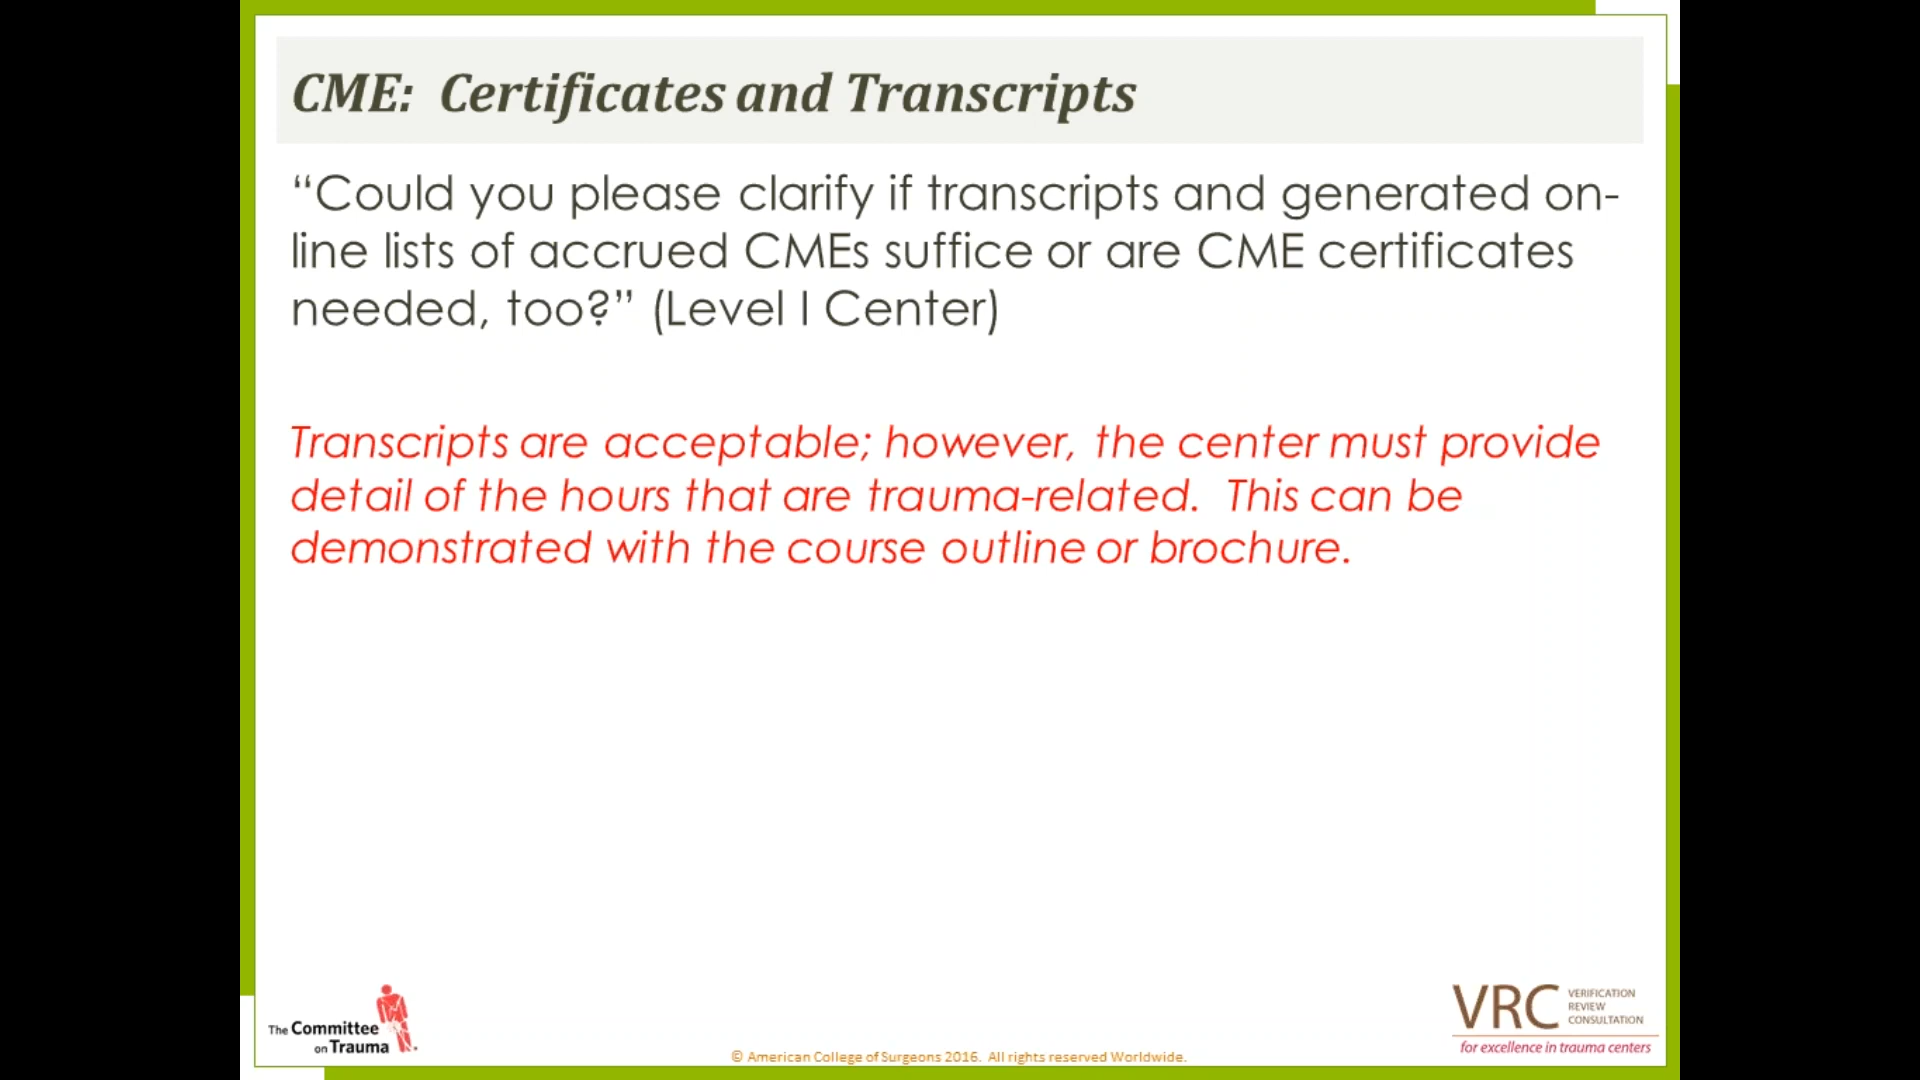 CME: Certificates and Transcripts
“Could you please clarify if transcripts and generated on-
line lists of accrued CMEs suffice or are CME certificates
needed, too?” (Level I Center)
Transcripts are acceptable; however, the center must provide
detail of the hours that are trauma-related. This can be
demonstrated with the course outline or brochure.
The Committee
on Trauma
© American College of Surgeons 2016. All rights reserved Worldwide.
VRC VERIFICATION
REVIEW
CONSULTATION
for excellence in trauma centers